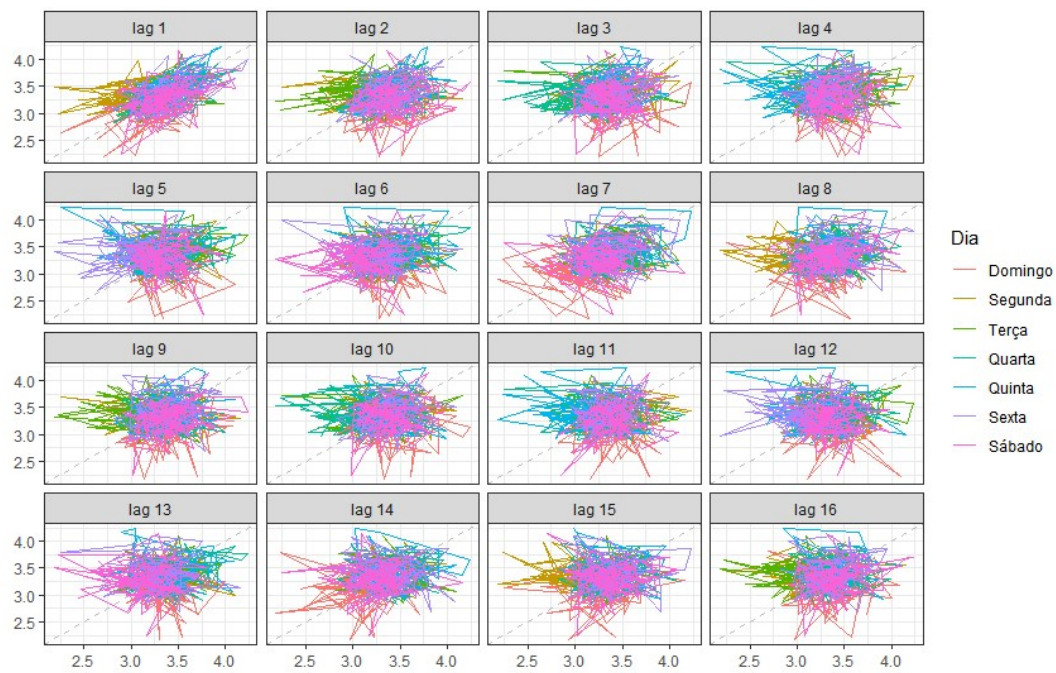 lag 1 lag 2 lag 3 lag 4
4.0
3.5
3.0
2.5
lag 5 lag 6 lag 7 lag 8
4.0
3.5
3.0
2.5
lag 9 lag 10 lag 11 lag 12
4.0
3.5
3.0
2.5
lag 13 lag 14 lag 15 lag 16
4.0
3.5
3.0
2.5
2.5 3.0 3.5 4.0 2.5 3.0 3.5 4.0 2.5 3.0 3.5 4.0 2.5 3.0 3.5 4.0
Dia
Domingo
Segunda
Terça
Quarta
Quinta
Sexta
Sábado